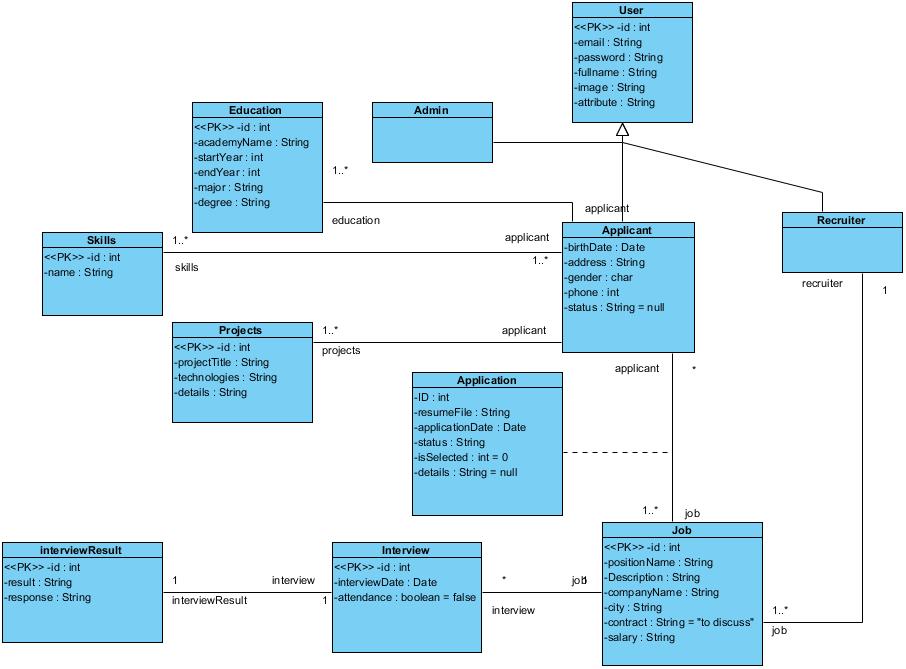 User
<<PK>> -id : int
-email : String
-password : String
-fullname : String
-image : String
-attribute : String
Education
<<PK>> -id : int
-academyName : String
-startYear : int
-endYear : int
-major : String
-degree : String
Admin
1..*
education
applicant
Recruiter
recruiter
1
Skills
<<PK>> -id : int
-name : String
1..*
skills
applicant
1..*
Applicant
-birthDate : Date
-address : String
-gender : char
-phone : int
-status : String = null
Projects
<<PK>> -id : int
-projectTitle : String
-technologies : String
-details : String
1..*
projects
applicant
applicant
*
Application
-ID : int
-resumeFile : String
-applicationDate : Date
-status : String
-isSelected : int = 0
-details : String = null
1..*
job
interviewResult
<<PK>> -id : int
-result : String
-response : String
1
interviewResult
interview
1
Interview
<<PK>> -id : int
-interviewDate : Date
-attendance : boolean = false
*
interview
job
1
Job
<<PK>> -id : int
-positionName : String
-Description : String
-companyName : String
-city : String
-contract : String = "to discuss"
-salary : String
1..*
job